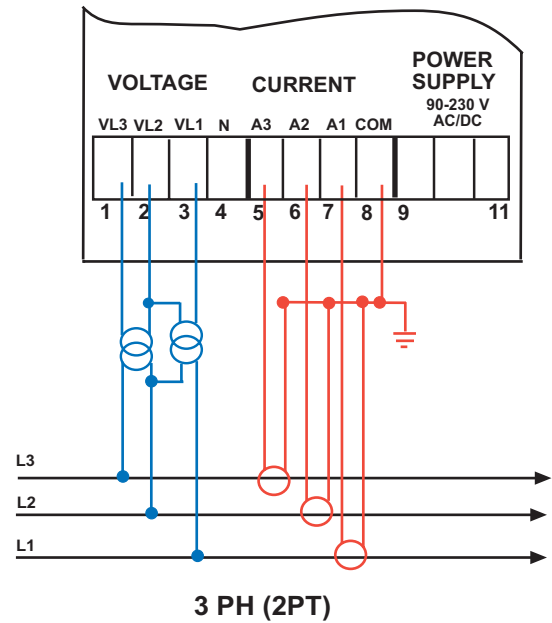 POWER
VOLTAGE CURRENT SUPPLY
90-230 V
AC/DC
VL3 VL2 VL1 N A3 A2 A1 COM
1 2 3 4 5 6 7 8 9 11
L3
L2
L1
3 PH (2PT)